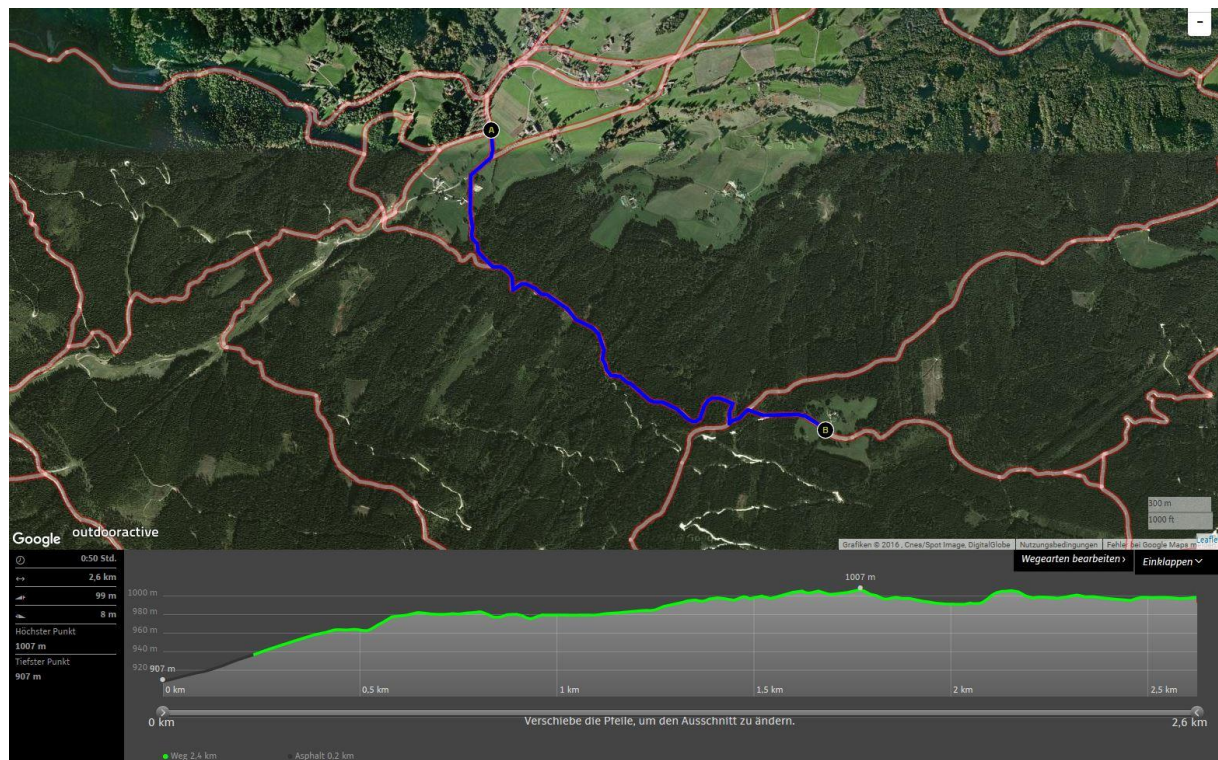 -
A
B
300 m
1000 ft
Google
outdooractive
Grafiken © 2016 , Cnes/Spot Image, DigitalGlobe
Nutzungsbedingungen
Fehler bei Google Maps m
Leafle
Wegearten bearbeiten ›
Einklappen
0:50 Std.
2,6 km
99 m
8 m
Höchster Punkt
1007 m
Tiefster Punkt
907 m
1007 m
1000 m
980 m
960 m
940 m
920 907 m
0 km
0,5 km
1 km
1,5 km
2 km
2,5 km
0 km
Verschiebe die Pfeile, um den Ausschnitt zu ändern.
2,6 km
Weg 2,4 km
Asphalt 0,2 km